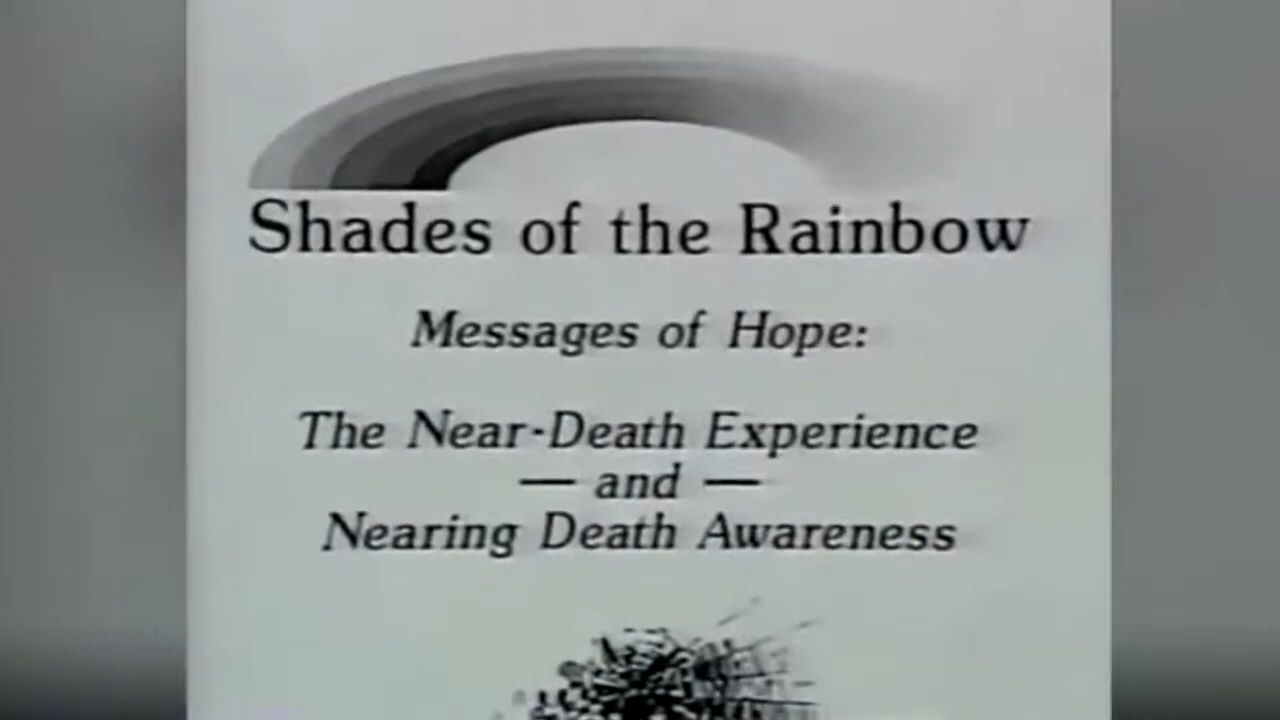 Shades of the Rainbow
Messages of Hope:
The Near-Death Experience
— and —
Nearing Death Awareness